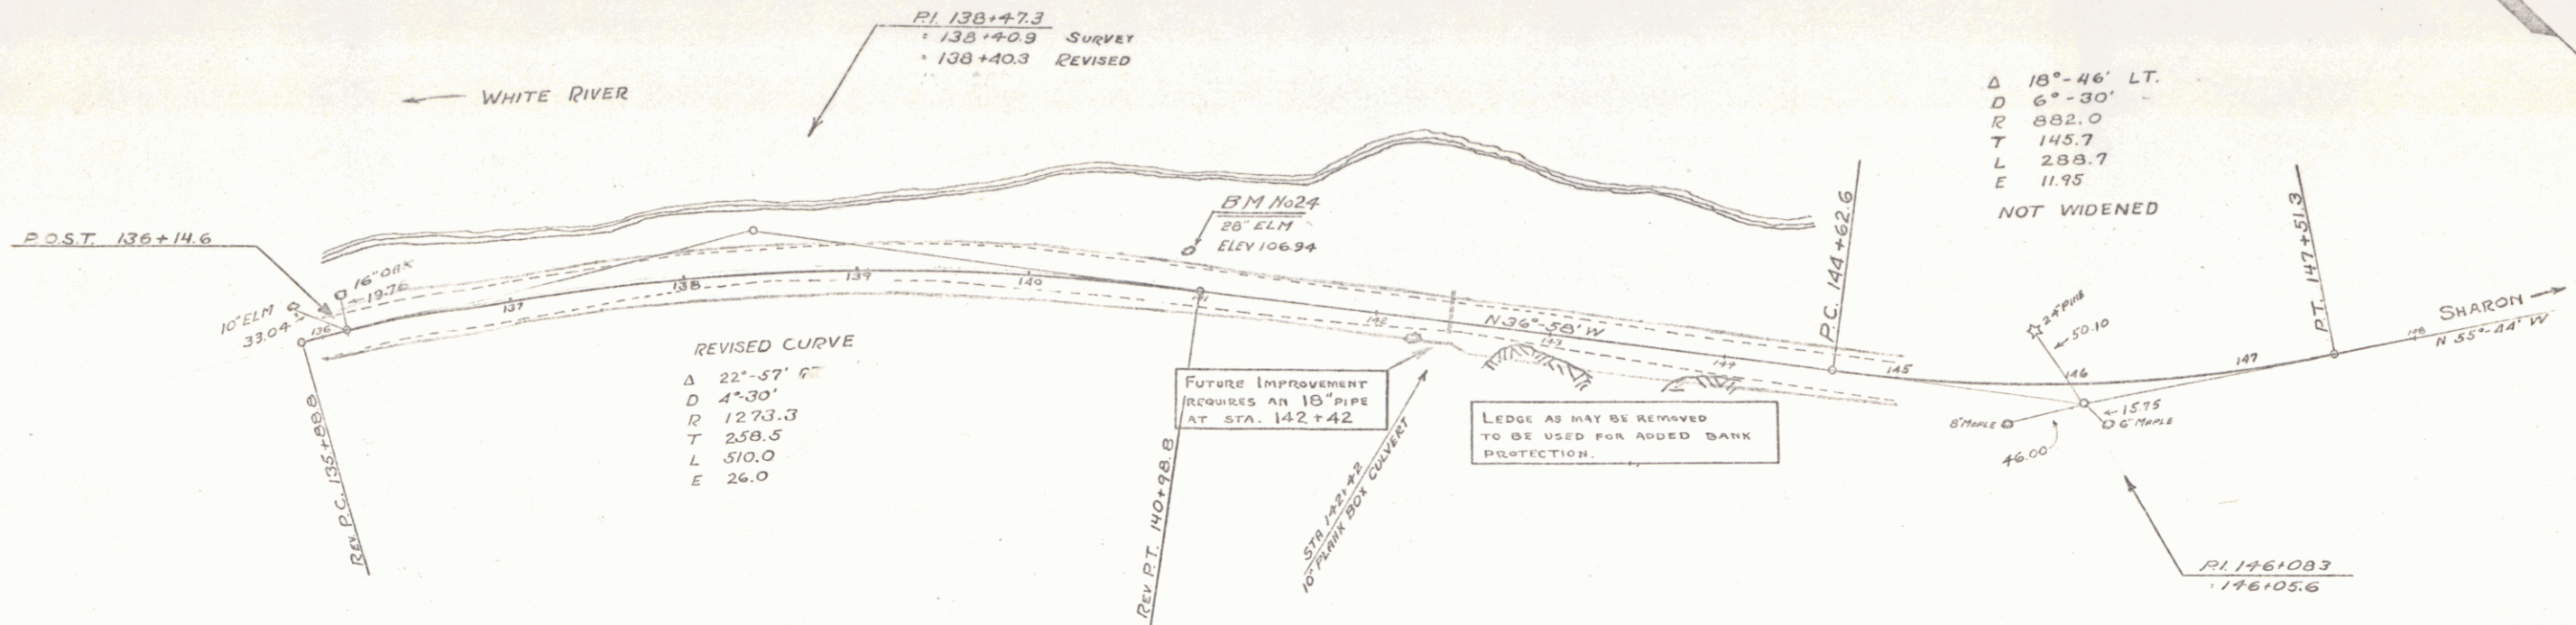 P.I. 138+47.3
= 138+40.9 SURVEY
= 138+40.3 REVISED
← WHITE RIVER
Δ 18°-46' LT.
D 6°-30'
R 882.0
T 145.7
L 288.7
E 11.95
NOT WIDENED
P.O.S.T. 136+14.6
10" ELM
33.04
16" OAK
19.76
BM No24
28" ELM
ELEV 106.94
136
137
138
139
140
141
142
143
144
145
146
147
148
N 36°-58' W
P.C. 144+62.6
P.T. 147+51.3
SHARON →
N 55°-44' W
24" PINE
50.10
8" MAPLE
46.00
15.75
6" MAPLE
REV. P.C. 135+88.8
REVISED CURVE
Δ 22°-57' RT
D 4°-30'
R 1273.3
T 258.5
L 510.0
E 26.0
REV P.T. 140+98.8
FUTURE IMPROVEMENT
REQUIRES AN 18" PIPE
AT STA. 142+42
STA 142+42
10" PLANK BOX CULVERT
LEDGE AS MAY BE REMOVED
TO BE USED FOR ADDED BANK
PROTECTION.
P.I. 146+083
= 146+05.6